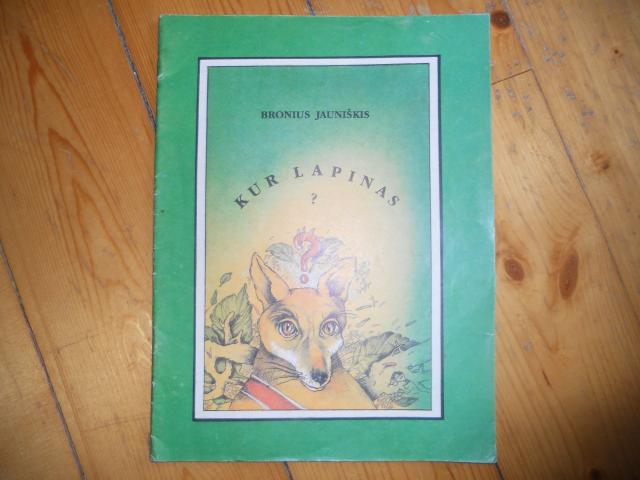 BRONIUS JAUNIŠKIS
KUR LAPINAS
?
?